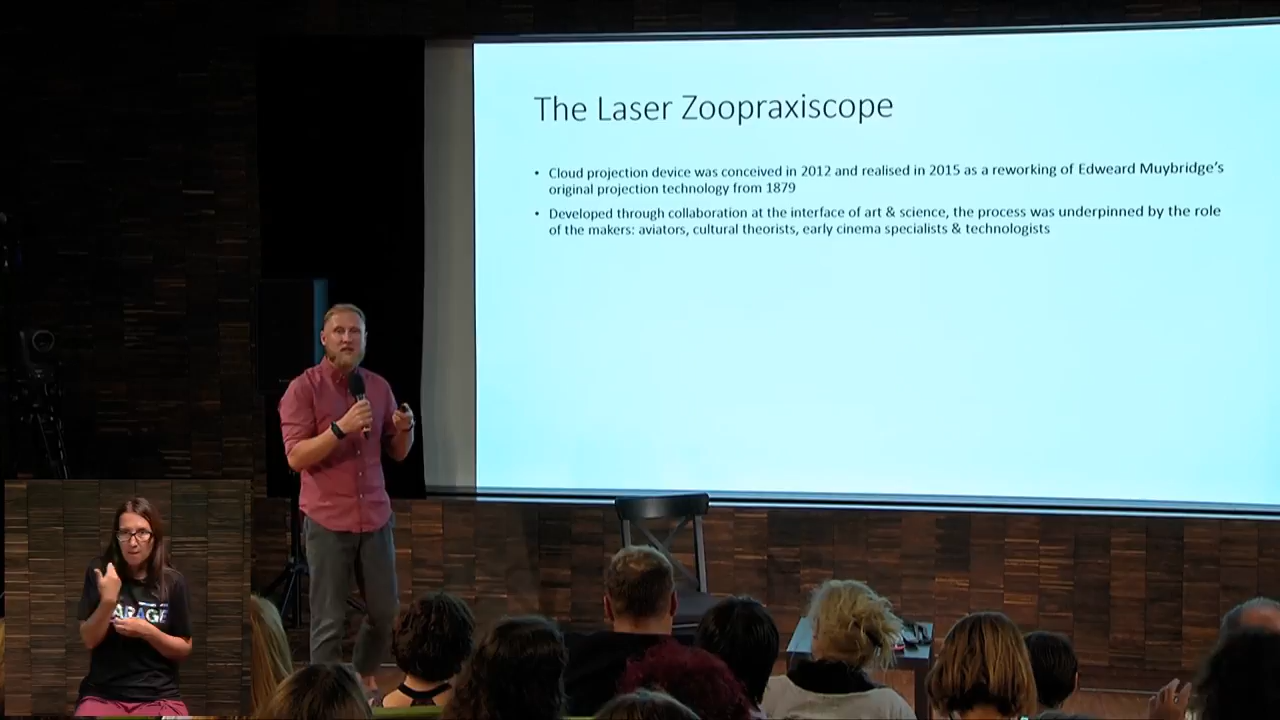 The Laser Zoopraxiscope
• Cloud projection device was conceived in 2012 and realised in 2015 as a reworking of Edweard Muybridge's
original projection technology from 1879
• Developed through collaboration at the interface of art & science, the process was underpinned by the role
of the makers: aviators, cultural theorists, early cinema specialists & technologists
ARAGE